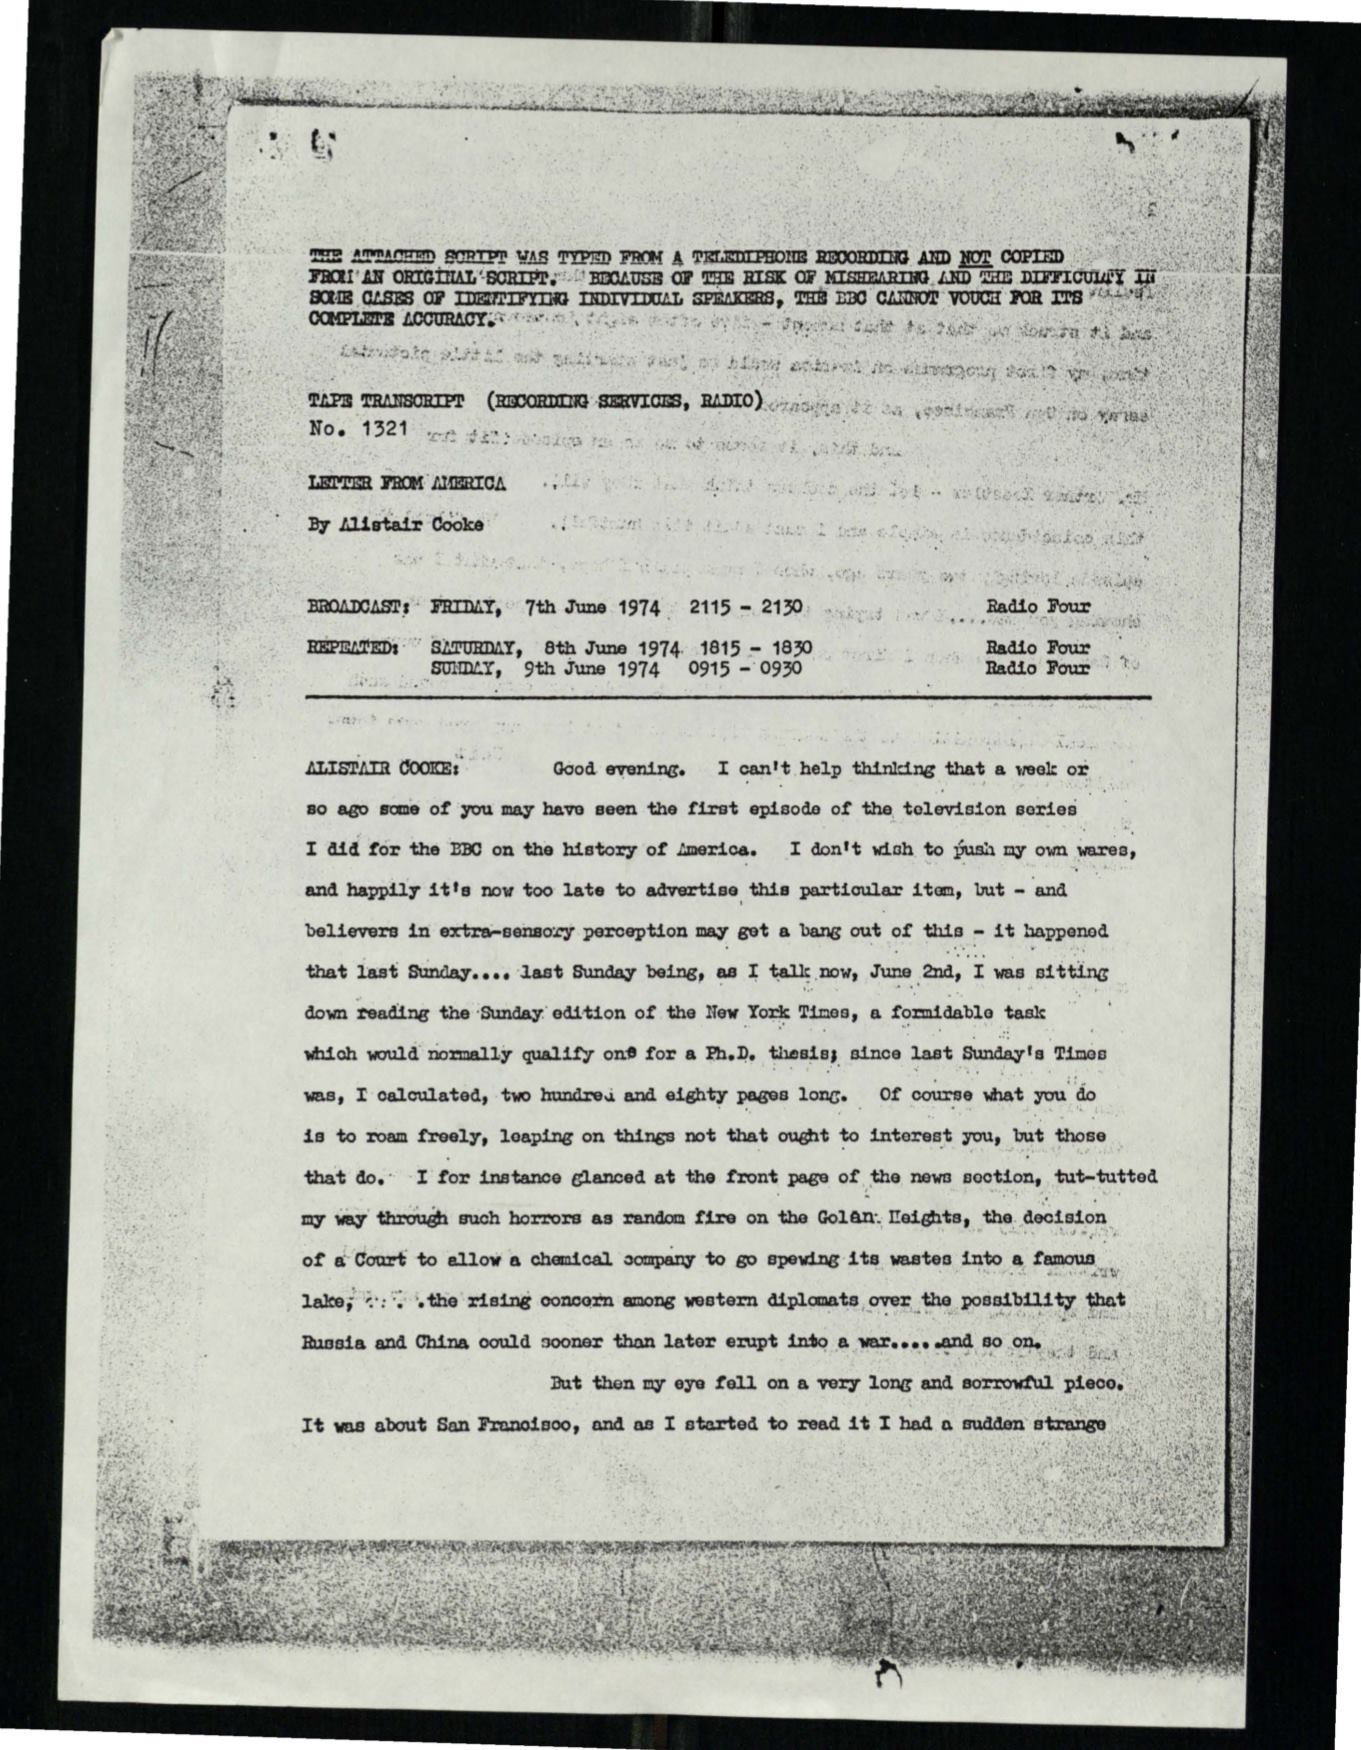 THE ATTACHED SCRIPT WAS TYPED FROM A TELEDIPHONE RECORDING AND NOT COPIED
FROM AN ORIGINAL SCRIPT. BECAUSE OF THE RISK OF MISHEARING AND THE DIFFICULTY IN
SOME CASES OF IDENTIFYING INDIVIDUAL SPEAKERS, THE BBC CANNOT VOUCH FOR ITS
COMPLETE ACCURACY.
TAPE TRANSCRIPT (RECORDING SERVICES, RADIO)
No. 1321
LETTER FROM AMERICA
By Alistair Cooke
BROADCAST: FRIDAY, 7th June 1974 2115 - 2130 Radio Four
REPEATED: SATURDAY, 8th June 1974 1815 - 1830 Radio Four
SUNDAY, 9th June 1974 0915 - 0930 Radio Four
ALISTAIR COOKE: Good evening. I can't help thinking that a week or
so ago some of you may have seen the first episode of the television series
I did for the BBC on the history of America. I don't wish to push my own wares,
and happily it's now too late to advertise this particular item, but - and
believers in extra-sensory perception may get a bang out of this - it happened
that last Sunday.... last Sunday being, as I talk now, June 2nd, I was sitting
down reading the Sunday edition of the New York Times, a formidable task
which would normally qualify one for a Ph.D. thesis; since last Sunday's Times
was, I calculated, two hundred and eighty pages long. Of course what you do
is to roam freely, leaping on things not that ought to interest you, but those
that do. I for instance glanced at the front page of the news section, tut-tutted
my way through such horrors as random fire on the Golan Heights, the decision
of a Court to allow a chemical company to go spewing its wastes into a famous
lake, the rising concern among western diplomats over the possibility that
Russia and China could sooner than later erupt into a war.....and so on.
But then my eye fell on a very long and sorrowful piece.
It was about San Francisco, and as I started to read it I had a sudden strange